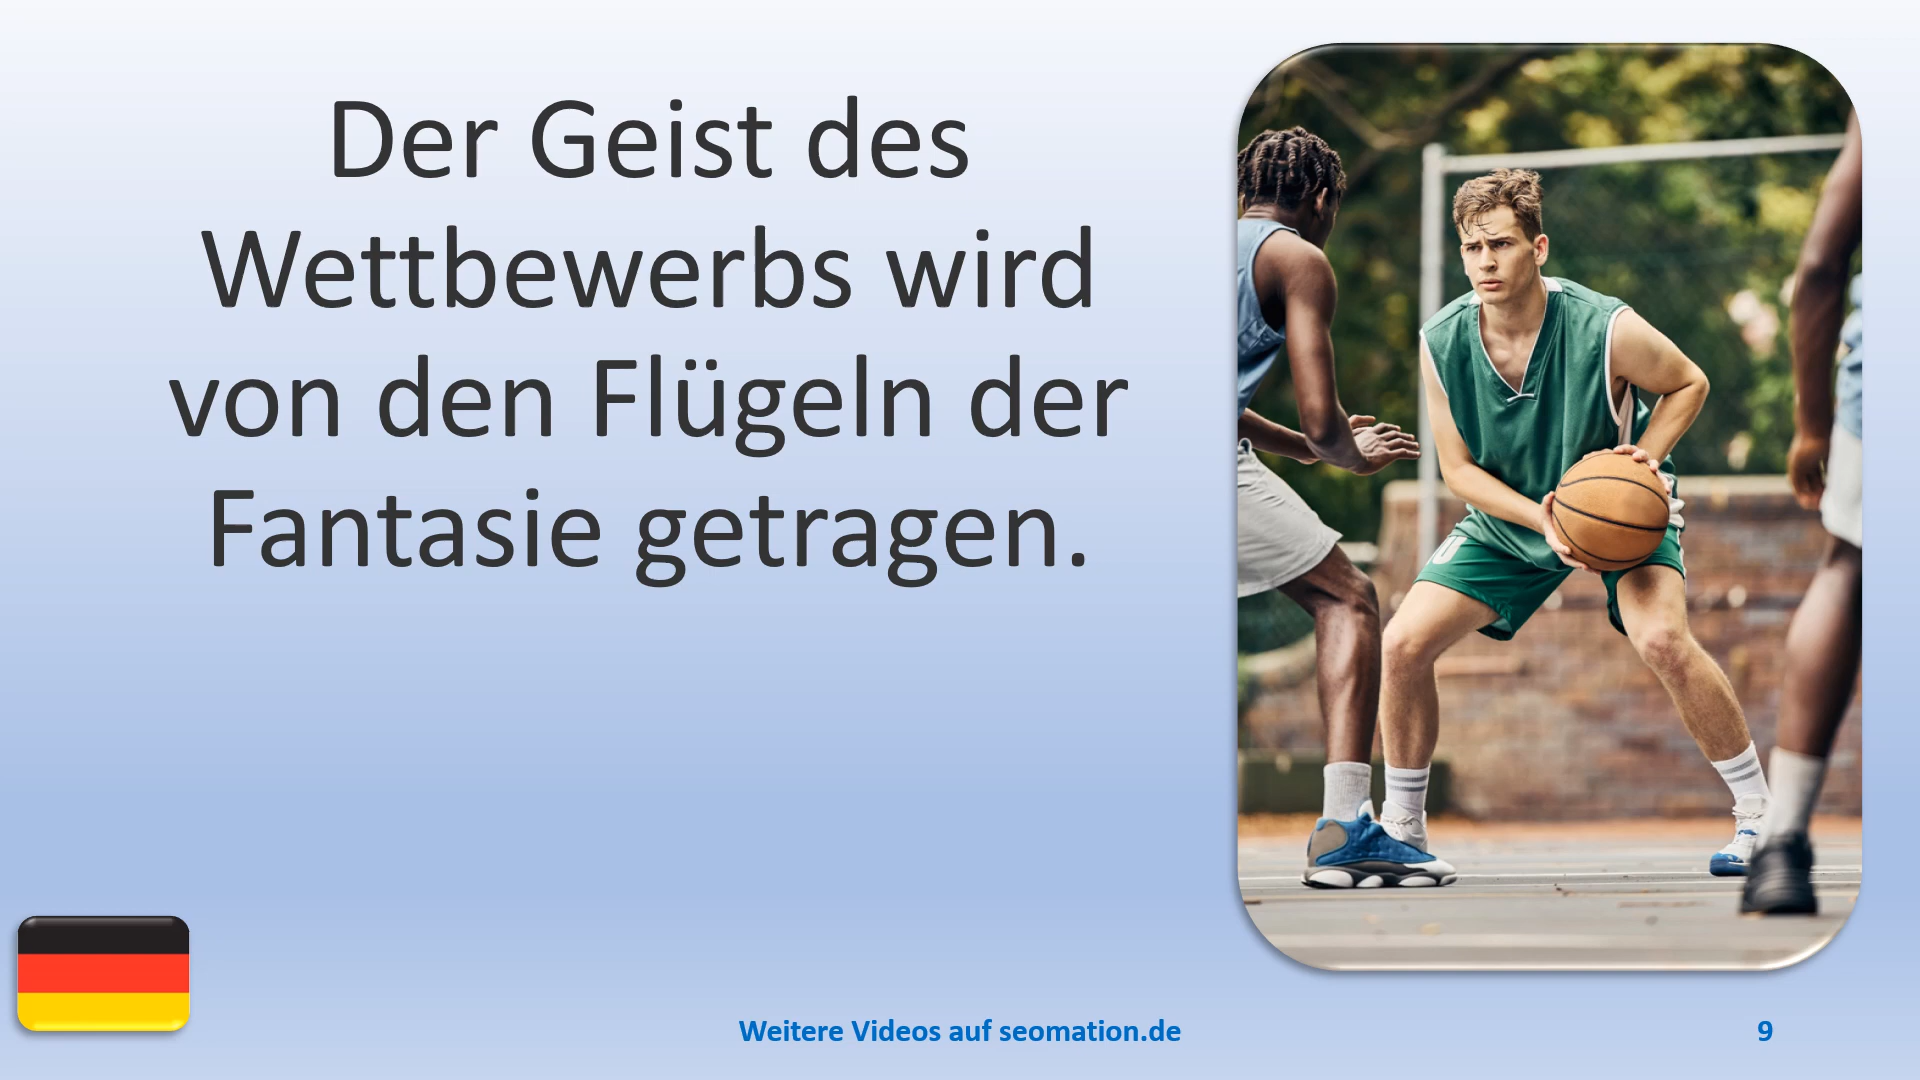 Der Geist des
Wettbewerbs wird
von den Flügeln der
Fantasie getragen.
Weitere Videos auf seomation.de
9